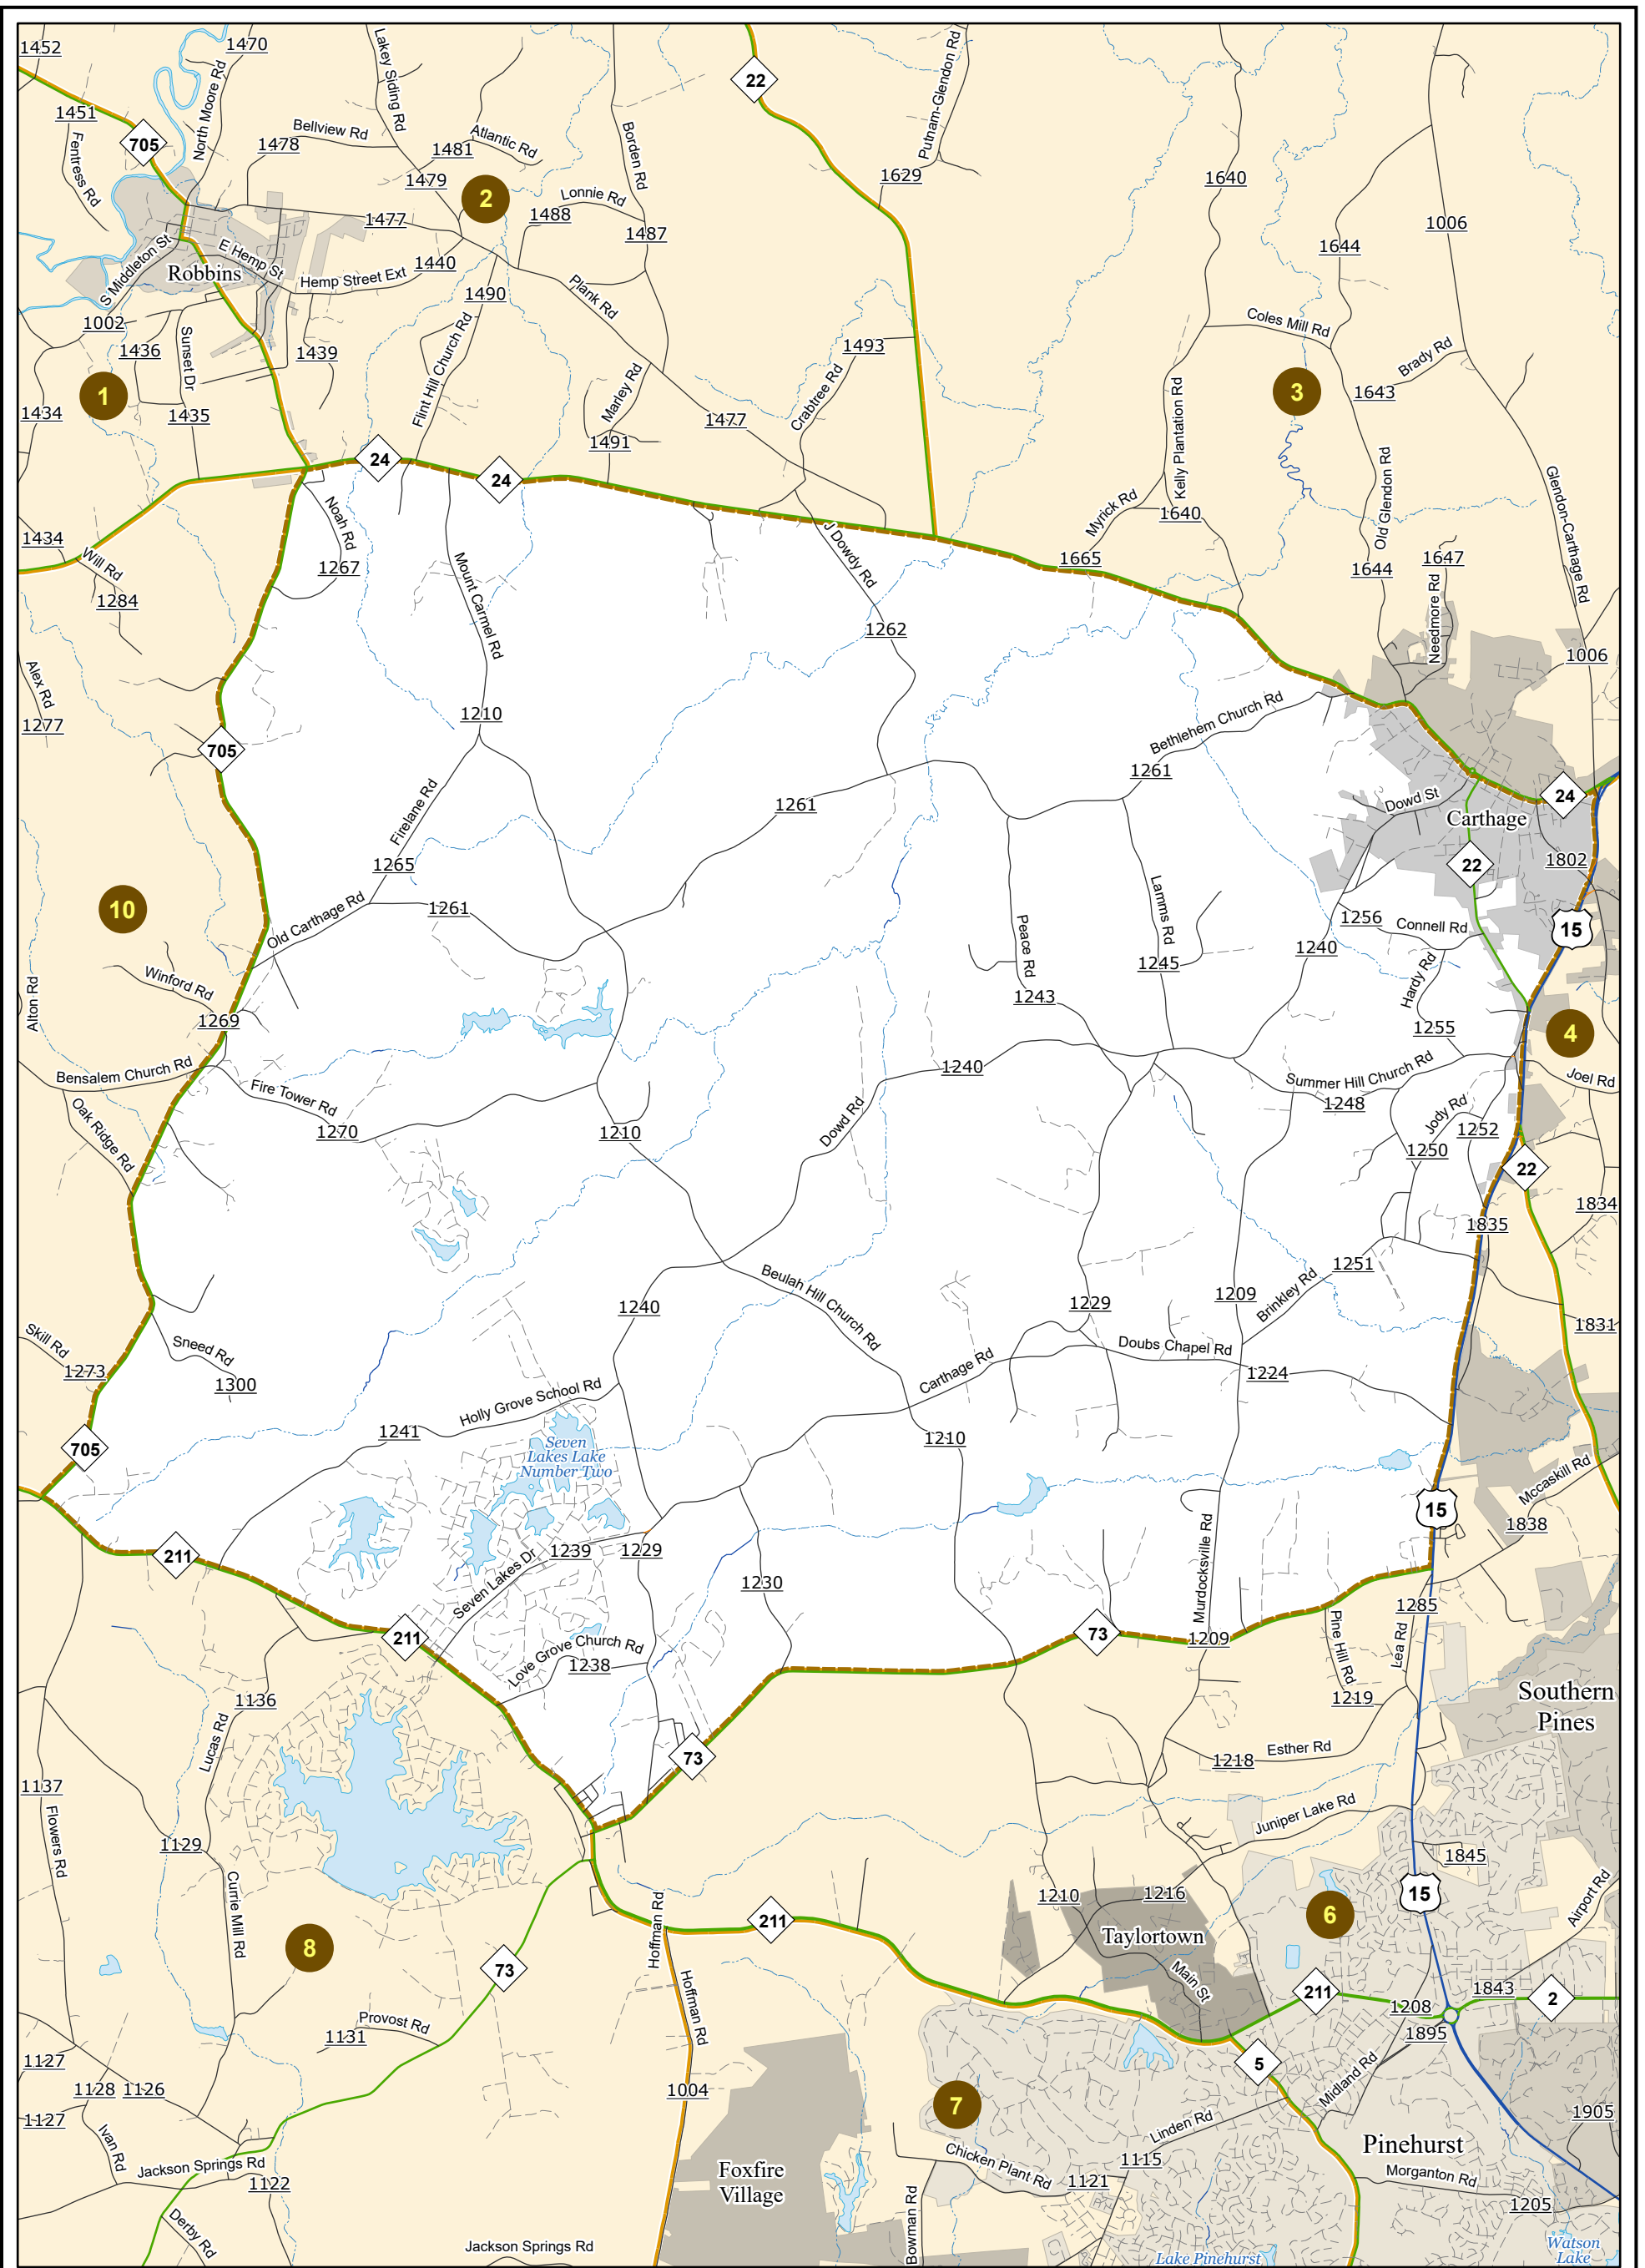 1452
1470
Lakey Siding Rd
22
Putnam-Glendon Rd
North Moore Rd
1451
705
Fentress Rd
Bellview Rd
1478
1481
Atlantic Rd
1479
Borden Rd
1629
1640
2
Lonnie Rd
1488
1477
1487
1006
1644
S Middleton St
E Hemp St
Robbins
Hemp Street Ext
1440
1490
Plank Rd
1002
1436
Sunset Dr
1439
Flint Hill Church Rd
1493
Coles Mill Rd
Brady Rd
1
1434
1435
Marley Rd
1491
Crabtree Rd
1477
Kelly Plantation Rd
3
1643
24
24
Old Glendon Rd
Glendon-Carthage Rd
Myrick Rd
1640
Noah Rd
J Dowdy Rd
1434
Will Rd
1267
1284
Mount Carmel Rd
1665
1644
1647
Needmore Rd
1262
1006
Alex Rd
1277
705
1210
Bethlehem Church Rd
1261
Firelane Rd
1261
Dowd St
24
Carthage
1265
22
1802
10
Old Carthage Rd
1261
Peace Rd
Lamms Rd
1256
Connell Rd
15
1240
1245
Hardy Rd
Winford Rd
Alton Rd
1269
1243
1255
4
Bensalem Church Rd
Fire Tower Rd
1240
Summer Hill Church Rd
Joel Rd
1248
Oak Ridge Rd
1270
1210
Dowd Rd
Jody Rd
1252
1250
22
1834
1835
1251
Beulah Hill Church Rd
1240
1229
1209
Brinkley Rd
1831
Skill Rd
1273
Sneed Rd
1300
Doubs Chapel Rd
Carthage Rd
1224
Holly Grove School Rd
1241
705
Seven
Lakes Lake
Number Two
1210
Mccaskill Rd
15
1838
211
1239
1229
Seven Lakes Dr
1230
Murdocksville Rd
1285
211
73
1209
Love Grove Church Rd
1238
Pine Hill Rd
Lea Rd
1219
Southern
Pines
1136
Lucas Rd
73
1218
Esther Rd
1137
Flowers Rd
1129
Juniper Lake Rd
1845
Currie Mill Rd
1210
1216
15
Airport Rd
6
8
Hoffman Rd
211
Taylortown
Main St
73
Hoffman Rd
211
1208
1843
2
1895
Provost Rd
1131
5
1127
1128
1126
1004
Midland Rd
7
1127
Ivan Rd
Linden Rd
1905
Pinehurst
Jackson Springs Rd
1122
Foxfire
Village
Chicken Plant Rd
1121
1115
Morganton Rd
1205
Derby Rd
Jackson Springs Rd
Bowman Rd
Lake Pinehurst
Watson
Lake